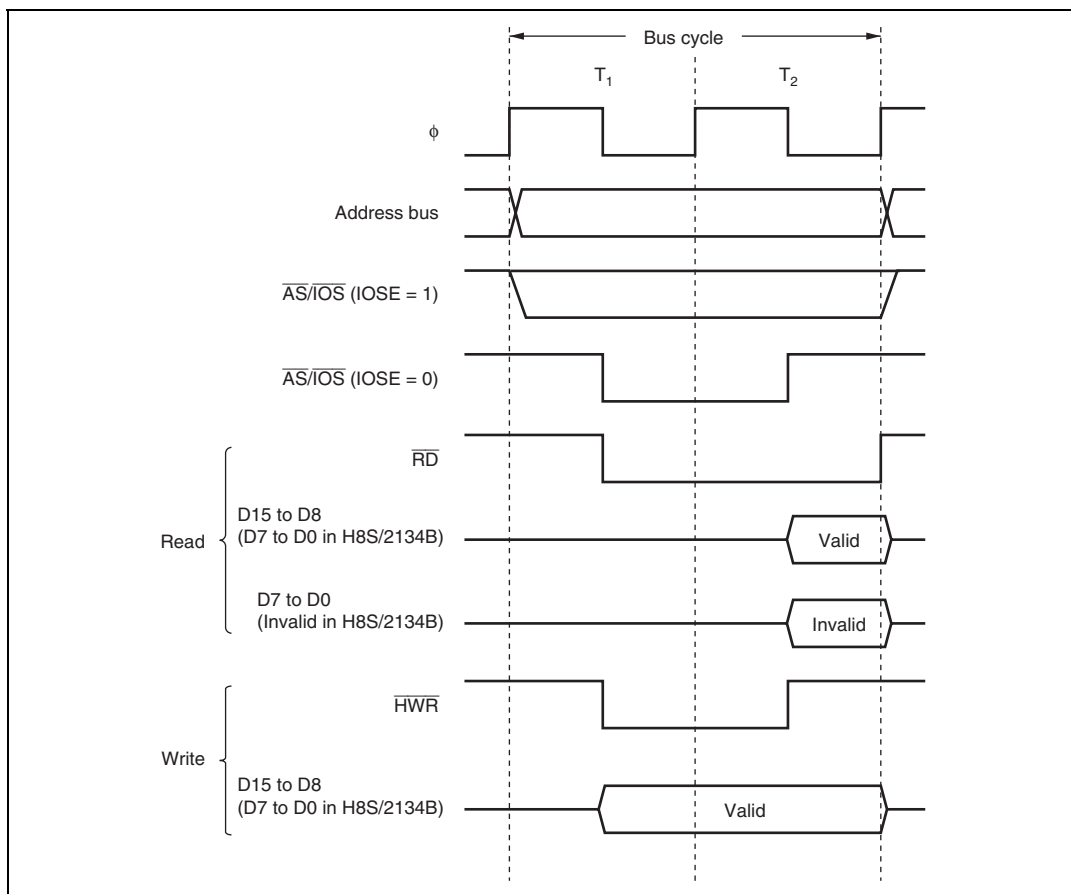 Bus cycle
T1 T2
φ
Address bus
AS/IOS (IOSE = 1)
AS/IOS (IOSE = 0)
RD
D15 to D8
(D7 to D0 in H8S/2134B)
Valid
Read
D7 to D0
(Invalid in H8S/2134B)
Invalid
HWR
Write
D15 to D8
(D7 to D0 in H8S/2134B)
Valid